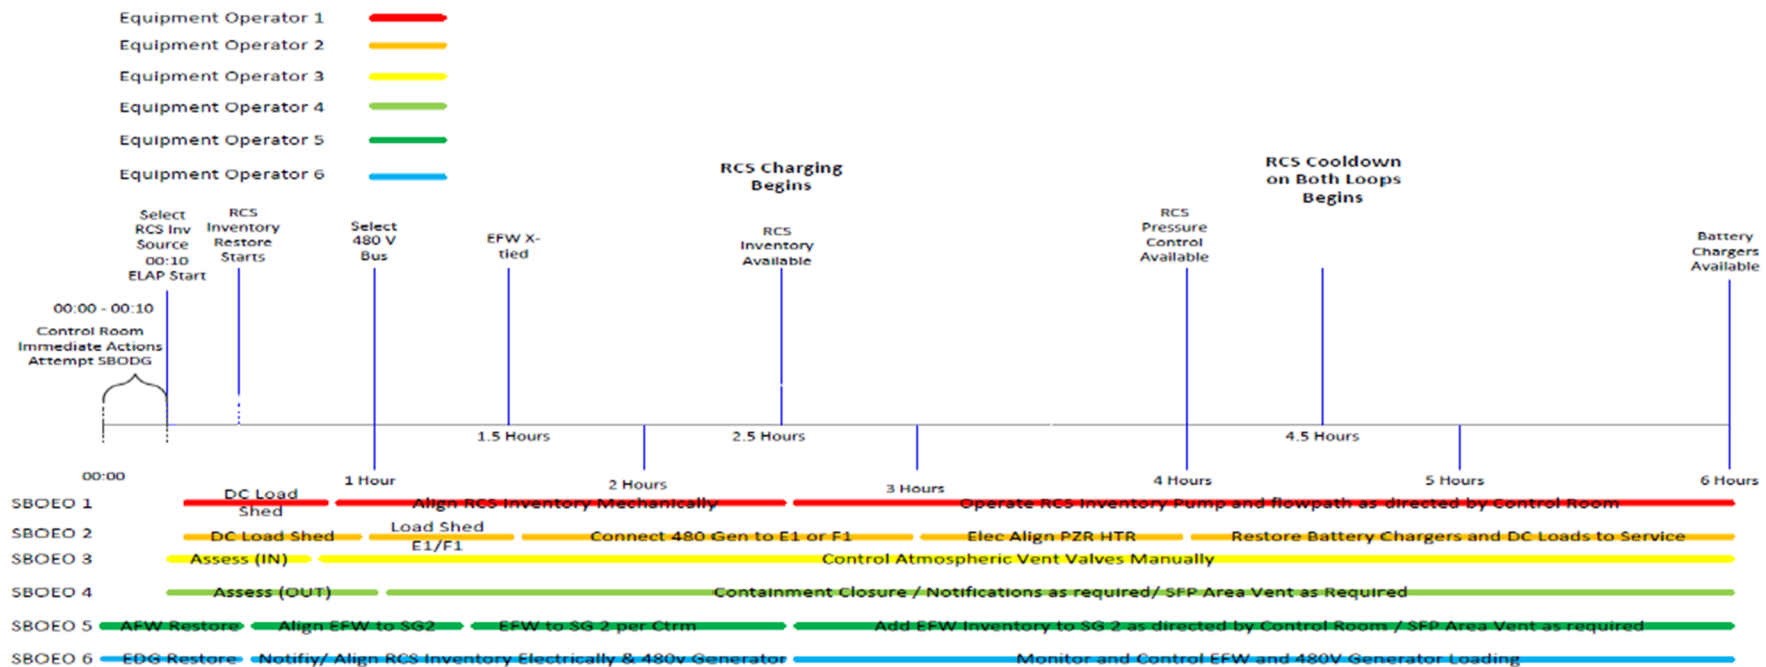 Equipment Operator 1
Equipment Operator 2
Equipment Operator 3
Equipment Operator 4
Equipment Operator 5
Equipment Operator 6
RCS Charging
Begins
RCS Cooldown
on Both Loops
Begins
Select
RCS Inv
Source
00:10
ELAP Start
RCS
Inventory
Restore
Starts
Select
480 V
Bus
EFW X-
tied
RCS
Inventory
Available
RCS
Pressure
Control
Available
Battery
Chargers
Available
00:00 - 00:10
Control Room
Immediate Actions
Attempt SBODG
1.5 Hours
2.5 Hours
4.5 Hours
00:00
1 Hour
2 Hours
3 Hours
4 Hours
5 Hours
6 Hours
SBOEO 1
DC Load
Shed
Align RCS Inventory Mechanically
Operate RCS Inventory Pump and flowpath as directed by Control Room
SBOEO 2
DC Load Shed
Load Shed
E1/F1
Connect 480 Gen to E1 or F1
Elec Align PZR HTR
Restore Battery Chargers and DC Loads to Service
SBOEO 3
Assess (IN)
Control Atmospheric Vent Valves Manually
SBOEO 4
Assess (OUT)
Containment Closure / Notifications as required/ SFP Area Vent as Required
SBOEO 5
AFW Restore
Align EFW to SG2
EFW to SG 2 per Ctrm
Add EFW Inventory to SG 2 as directed by Control Room / SFP Area Vent as required
SBOEO 6
EDG Restore
Notifiy/ Align RCS Inventory Electrically & 480v Generator
Monitor and Control EFW and 480V Generator Loading